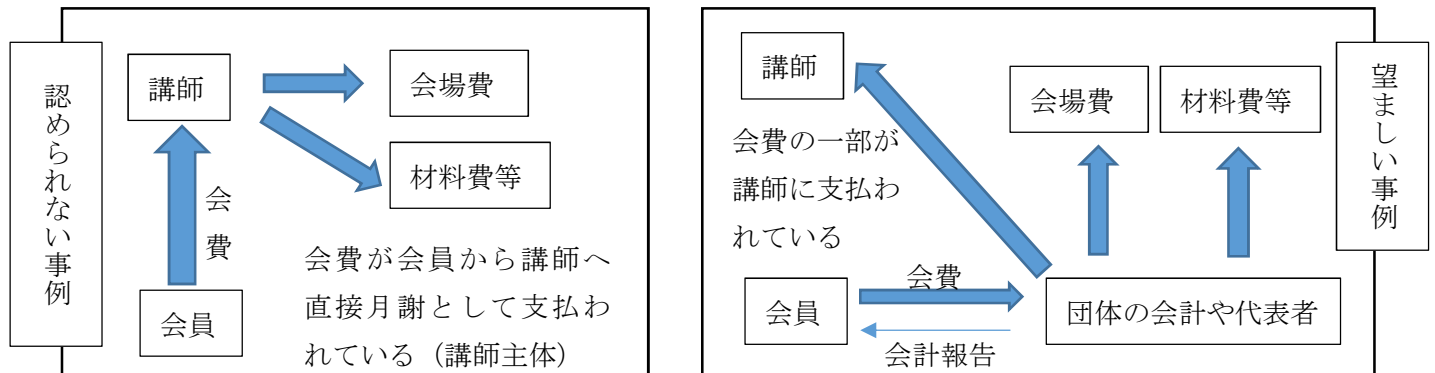 認められない事例
講師
会場費
材料費等
会費
会員
会費が会員から講師へ
直接月謝として支払わ
れている（講師主体）
望ましい事例
講師
会場費
材料費等
会費の一部が
講師に支払わ
れている
会員
会費
会計報告
団体の会計や代表者